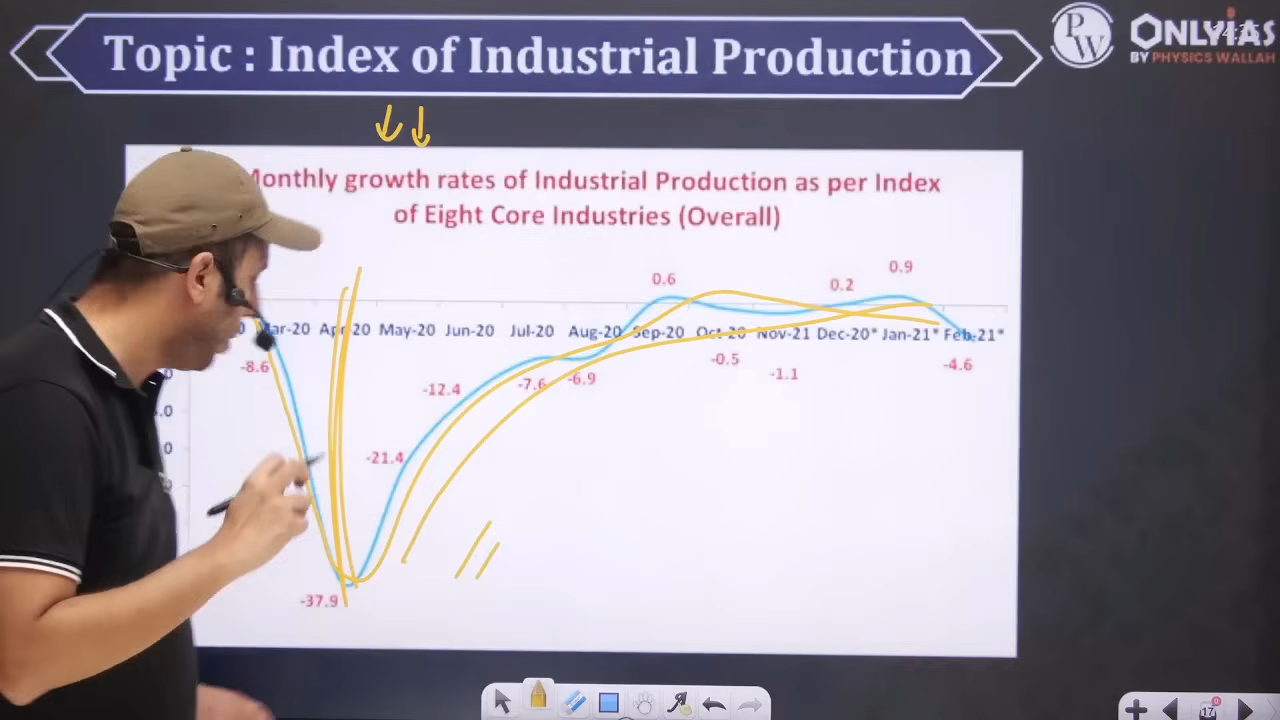 Topic : Index of Industrial Production
PW
ONLYIAS
BY PHYSICS WALLAH
Monthly growth rates of Industrial Production as per Index
of Eight Core Industries (Overall)
0.6
0.2
0.9
Mar-20 Apr-20 May-20 Jun-20 Jul-20 Aug-20 Sep-20 Oct-20 Nov-21 Dec-20* Jan-21* Feb-21*
-8.6
-12.4
-7.6
-6.9
-0.5
-1.1
-4.6
-21.4
-37.9
17